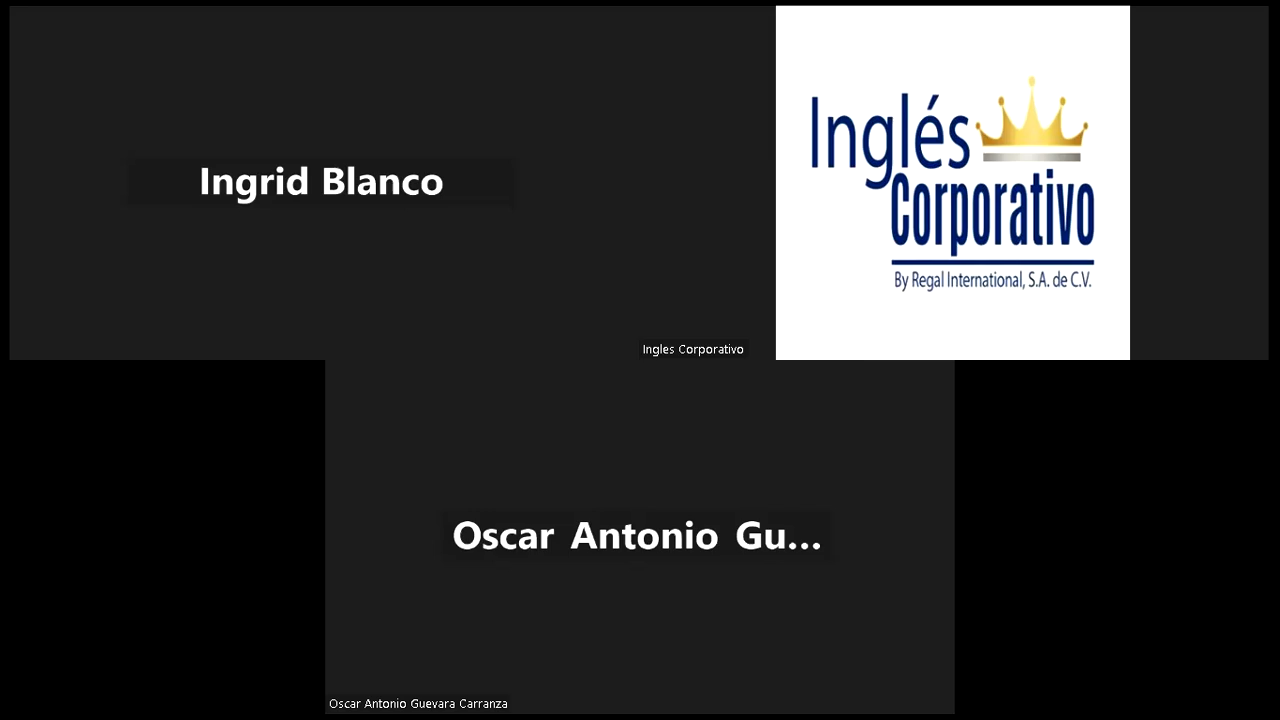 Ingrid Blanco
Inglés
Corporativo
By Regal International, S.A. de C.V.
Ingles Corporativo
Oscar Antonio Gu...
Oscar Antonio Guevara Carranza